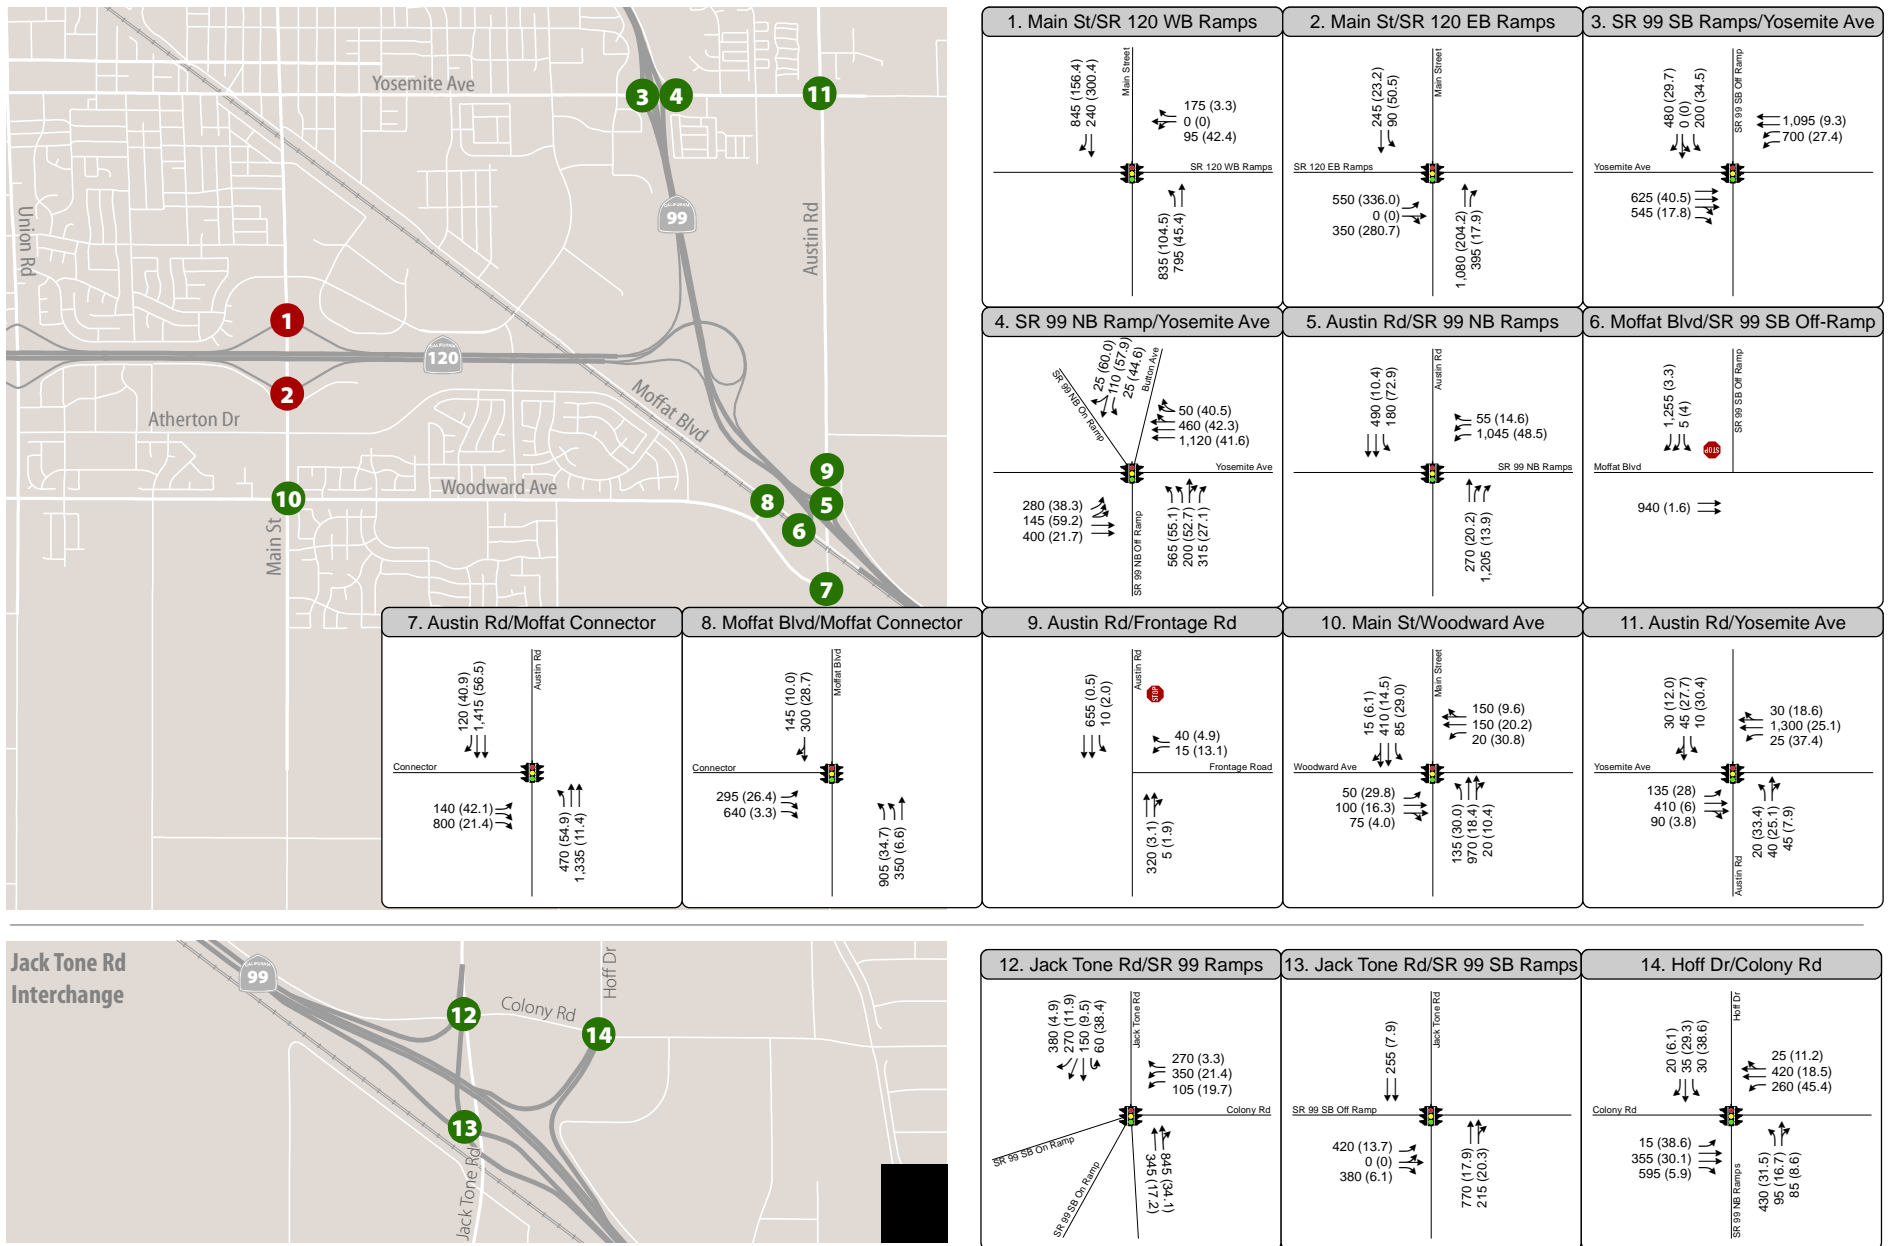 Yosemite Ave
3
4
11
Union Rd
CALIFORNIA
99
Austin Rd
1
CALIFORNIA
120
2
Atherton Dr
Moffat Blvd
9
10
Woodward Ave
8
5
6
Main St
7
1. Main St/SR 120 WB Ramps
845 (156.4)
240 (300.4)
Main Street
175 (3.3)
0 (0)
95 (42.4)
SR 120 WB Ramps
835 (104.5)
795 (45.4)
2. Main St/SR 120 EB Ramps
245 (23.2)
90 (50.5)
Main Street
SR 120 EB Ramps
550 (336.0)
0 (0)
350 (280.7)
1,080 (204.2)
395 (17.9)
3. SR 99 SB Ramps/Yosemite Ave
480 (29.7)
0 (0)
200 (34.5)
SR 99 SB Off Ramp
1,095 (9.3)
700 (27.4)
Yosemite Ave
625 (40.5)
545 (17.8)
4. SR 99 NB Ramp/Yosemite Ave
25 (60.0)
110 (57.9)
25 (44.6)
Button Ave
SR 99 NB On Ramp
50 (40.5)
460 (42.3)
1,120 (41.6)
Yosemite Ave
280 (38.3)
145 (59.2)
400 (21.7)
SR 99 NB Off Ramp
565 (55.1)
200 (52.7)
315 (27.1)
5. Austin Rd/SR 99 NB Ramps
490 (10.4)
180 (72.9)
Austin Rd
55 (14.6)
1,045 (48.5)
SR 99 NB Ramps
270 (20.2)
1,205 (13.9)
6. Moffat Blvd/SR 99 SB Off-Ramp
1,255 (3.3)
5 (4)
STOP
SR 99 SB Off Ramp
Moffat Blvd
940 (1.6)
7. Austin Rd/Moffat Connector
120 (40.9)
1,415 (56.5)
Austin Rd
Connector
140 (42.1)
800 (21.4)
470 (54.9)
1,335 (11.4)
8. Moffat Blvd/Moffat Connector
145 (10.0)
300 (28.7)
Moffat Blvd
Connector
295 (26.4)
640 (3.3)
905 (34.7)
350 (6.6)
9. Austin Rd/Frontage Rd
655 (0.5)
10 (2.0)
Austin Rd
STOP
40 (4.9)
15 (13.1)
Frontage Road
320 (3.1)
5 (1.9)
10. Main St/Woodward Ave
15 (6.1)
410 (14.5)
85 (29.0)
Main Street
150 (9.6)
150 (20.2)
20 (30.8)
Woodward Ave
50 (29.8)
100 (16.3)
75 (4.0)
135 (30.0)
970 (18.4)
20 (10.4)
11. Austin Rd/Yosemite Ave
30 (12.0)
45 (27.7)
10 (30.4)
30 (18.6)
1,300 (25.1)
25 (37.4)
Yosemite Ave
135 (28)
410 (6)
90 (3.8)
Austin Rd
20 (33.4)
40 (25.1)
45 (7.9)
Jack Tone Rd
Interchange
CALIFORNIA
99
12
Colony Rd
Hoff Dr
14
13
Jack Tone Rd
12. Jack Tone Rd/SR 99 Ramps
380 (4.9)
270 (11.9)
150 (9.5)
60 (38.4)
Jack Tone Rd
270 (3.3)
350 (21.4)
105 (19.7)
Colony Rd
SR 99 SB On Ramp
SR 99 SB On Ramp
345 (17.2)
845 (34.1)
13. Jack Tone Rd/SR 99 SB Ramps
255 (7.9)
Jack Tone Rd
SR 99 SB Off Ramp
420 (13.7)
0 (0)
380 (6.1)
770 (17.9)
215 (20.3)
14. Hoff Dr/Colony Rd
20 (6.1)
35 (29.3)
30 (38.6)
Hoff Dr
25 (11.2)
420 (18.5)
260 (45.4)
Colony Rd
15 (38.6)
355 (30.1)
595 (5.9)
SR 99 NB Ramps
430 (31.5)
95 (16.7)
85 (8.6)